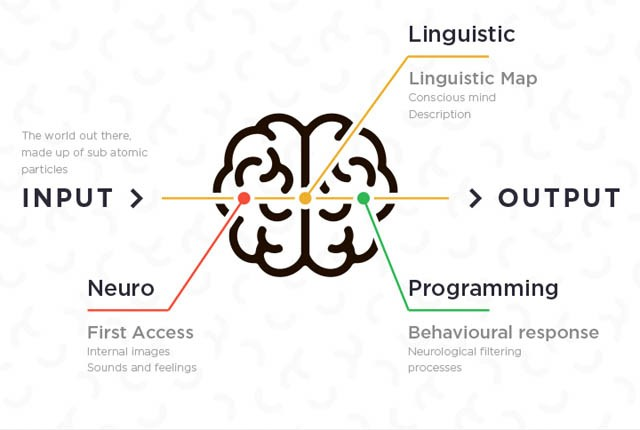 Linguistic
Linguistic Map
Conscious mind
Description
The world out there,
made up of sub atomic
particles
INPUT
OUTPUT
Neuro
First Access
Internal images
Sounds and feelings
Programming
Behavioural response
Neurological filtering
processes